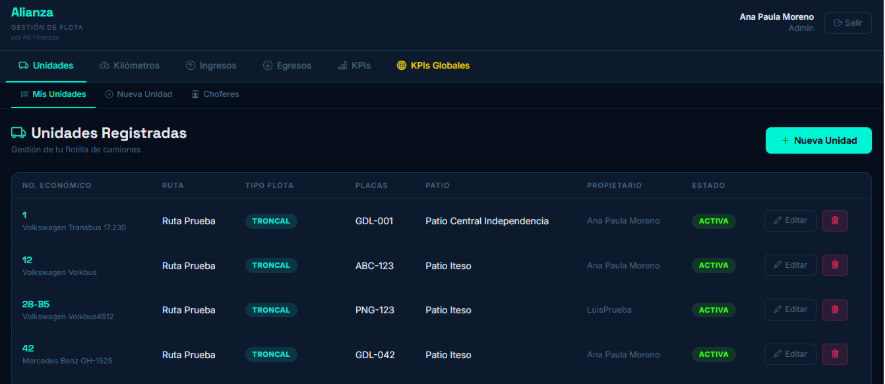 Alianza
GESTIÓN DE FLOTA
por AG Finanzas
Ana Paula Moreno
Admin
Salir
Unidades Kilómetros Ingresos Egresos KPIs KPIs Globales
Mis Unidades Nueva Unidad Choferes
Unidades Registradas
Gestión de tu flotilla de camiones
+ Nueva Unidad
NO. ECONÓMICO RUTA TIPO FLOTA PLACAS PATIO PROPIETARIO ESTADO
1
Volkswagen Transbus 17.230
Ruta Prueba TRONCAL GDL-001 Patio Central Independencia Ana Paula Moreno ACTIVA Editar
12
Volkswagen Volkbus
Ruta Prueba TRONCAL ABC-123 Patio Iteso Ana Paula Moreno ACTIVA Editar
28-B5
Volkswagen Volkbus4512
Ruta Prueba TRONCAL PNG-123 Patio Iteso LuisPrueba ACTIVA Editar
42
Mercedes Benz OH-1525
Ruta Prueba TRONCAL GDL-042 Patio Iteso Ana Paula Moreno ACTIVA Editar